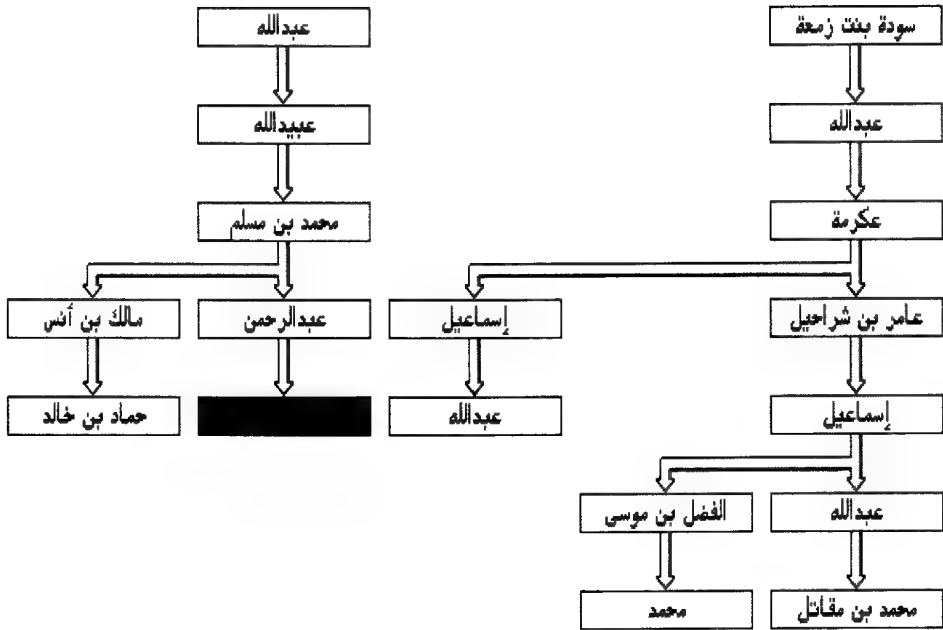 سودة بنت زمعة
عبدالله
عبدالله
عبيدالله
عكرمة
محمد بن مسلم
عامر بن شراحيل
إسماعيل
عبدالرحمن
مالك بن أنس
إسماعيل
عبدالله
حماد بن خالد
عبدالله
الفضل بن موسى
محمد بن مقاتل
محمد